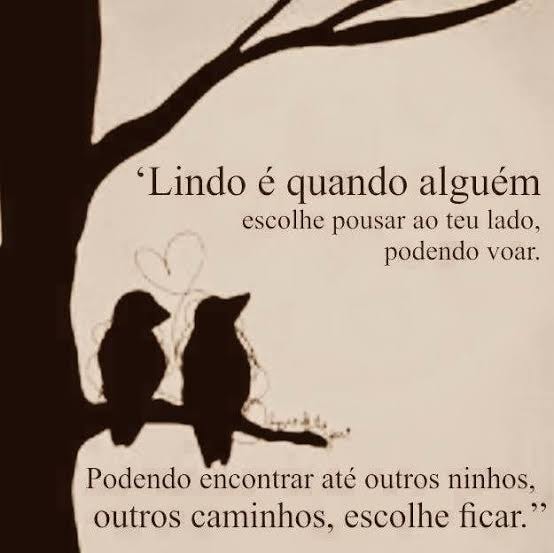 ‘Lindo é quando alguém
escolhe pousar ao teu lado,
podendo voar.
Podendo encontrar até outros ninhos,
outros caminhos, escolhe ficar.”